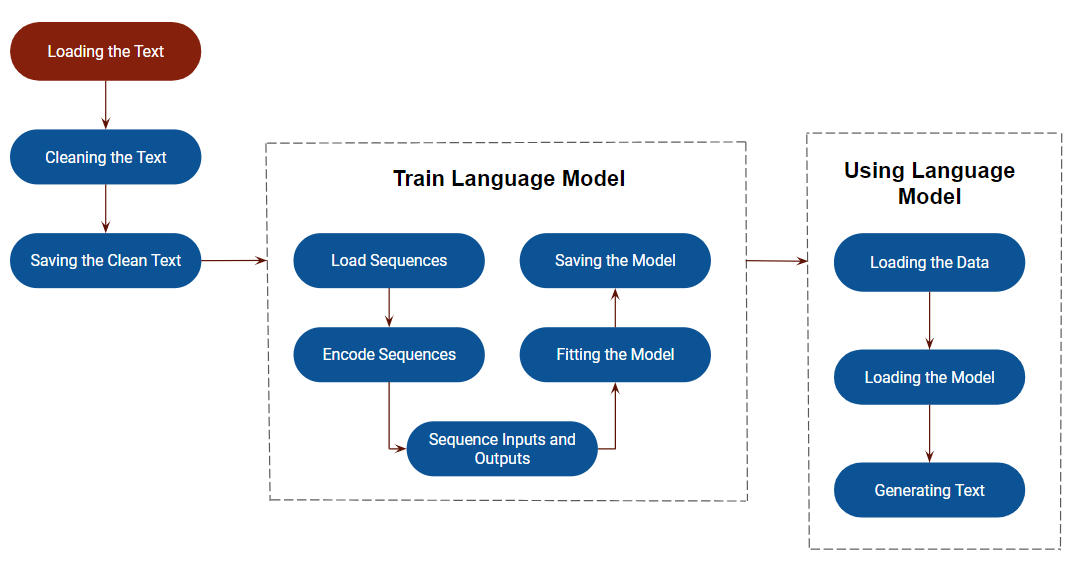 Loading the Text
Cleaning the Text
Saving the Clean Text
Train Language Model
Load Sequences
Encode Sequences
Sequence Inputs and
Outputs
Fitting the Model
Saving the Model
Using Language
Model
Loading the Data
Loading the Model
Generating Text